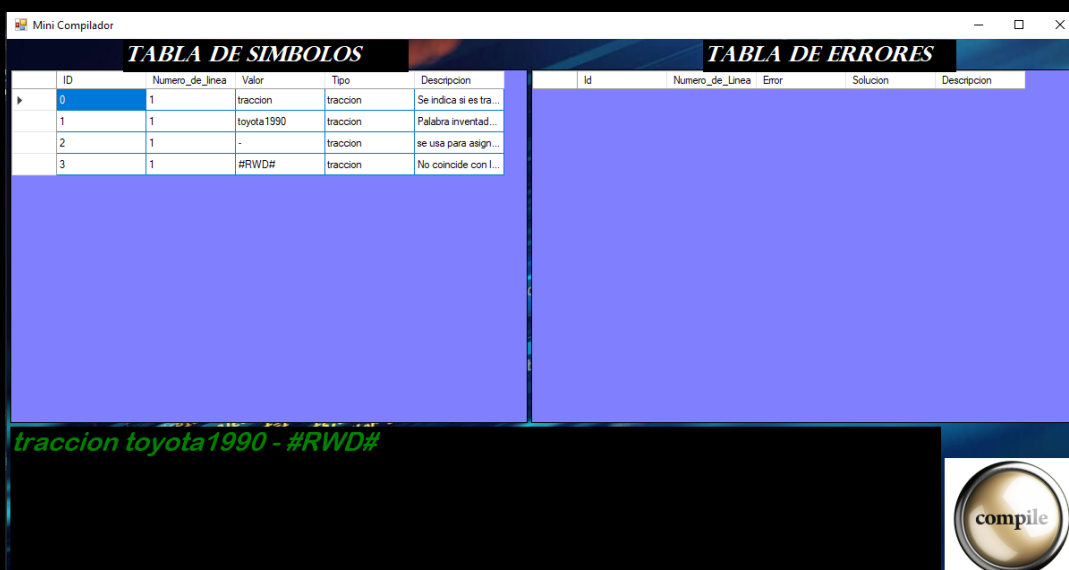 Mini Compilador
TABLA DE SIMBOLOS
TABLA DE ERRORES
ID Numero_de_linea Valor Tipo Descripcion
0 1 traccion traccion Se indica si es tra...
1 1 toyota1990 traccion Palabra inventad...
2 1 - traccion se usa para asign...
3 1 #RWD# traccion No coincide con l...
Id Numero_de_Linea Error Solucion Descripcion
traccion toyota1990 - #RWD#
compile